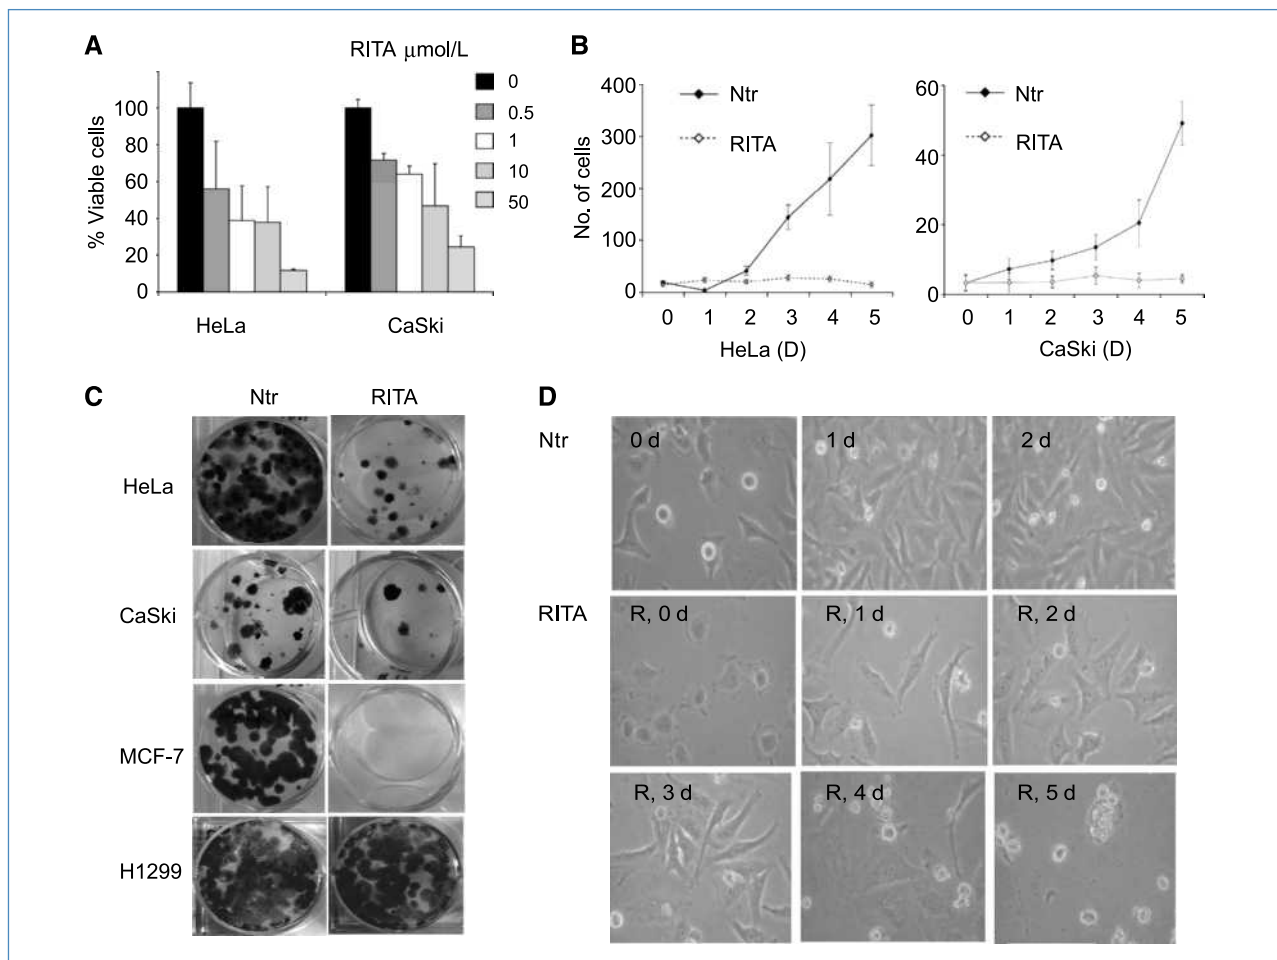 A
RITA μmol/L
0
0.5
1
10
50
% Viable cells
100
80
60
40
20
0
HeLa
CaSki
B
No. of cells
400
300
200
100
0
Ntr
RITA
0 1 2 3 4 5
HeLa (D)
60
40
20
0
Ntr
RITA
0 1 2 3 4 5
CaSki (D)
C
Ntr RITA
HeLa
CaSki
MCF-7
H1299
D
Ntr
0 d
1 d
2 d
RITA
R, 0 d
R, 1 d
R, 2 d
R, 3 d
R, 4 d
R, 5 d